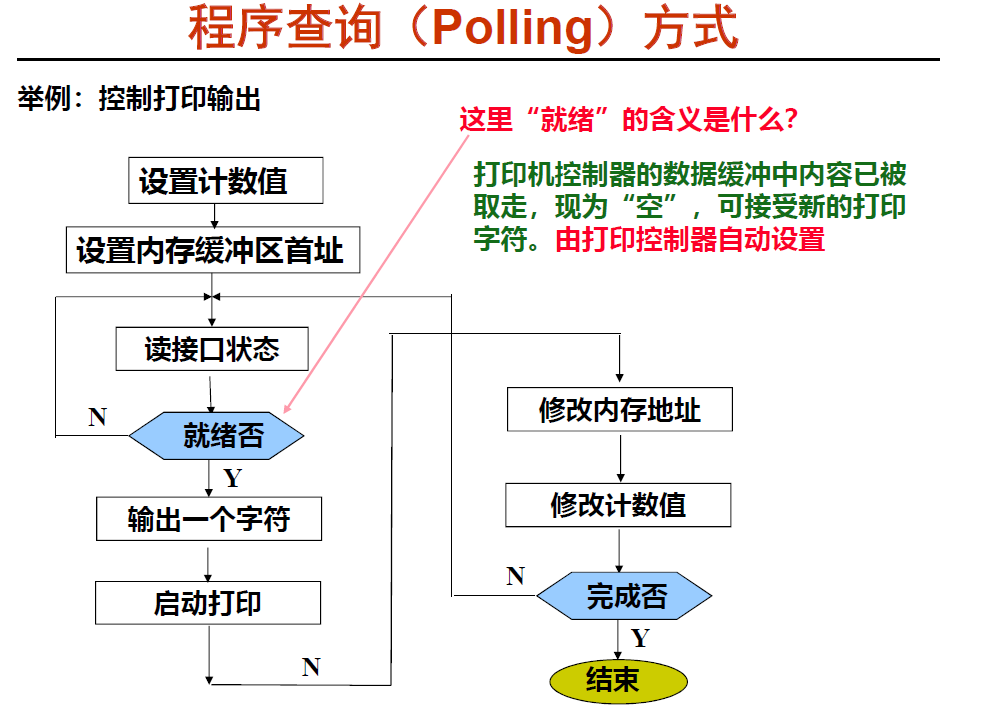 程序查询（Polling）方式
举例：控制打印输出
这里“就绪”的含义是什么？
打印机控制器的数据缓冲中内容已被
取走，现为“空”，可接受新的打印
字符。由打印控制器自动设置
设置计数值
设置内存缓冲区首址
读接口状态
N
就绪否
Y
输出一个字符
启动打印
N
修改内存地址
修改计数值
N
完成否
Y
结束